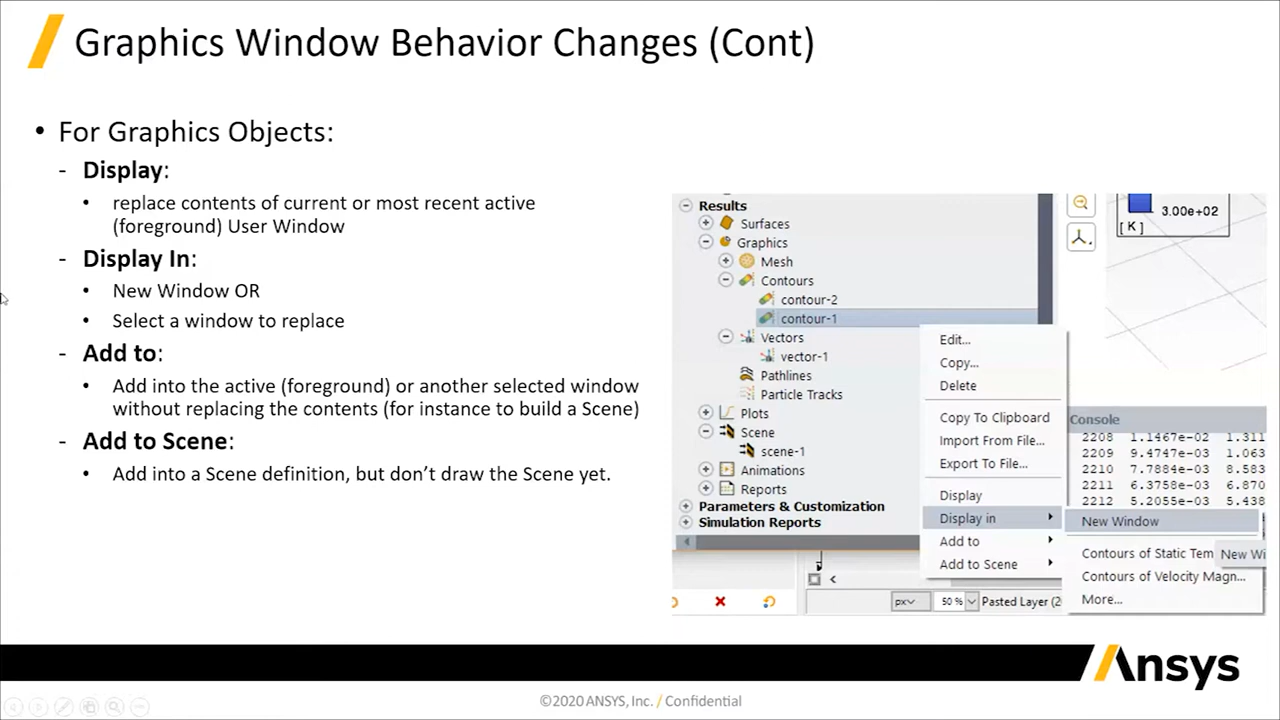 Graphics Window Behavior Changes (Cont)
• For Graphics Objects:
- Display:
• replace contents of current or most recent active
(foreground) User Window
- Display In:
• New Window OR
• Select a window to replace
- Add to:
• Add into the active (foreground) or another selected window
without replacing the contents (for instance to build a Scene)
- Add to Scene:
• Add into a Scene definition, but don't draw the Scene yet.
Results
Surfaces
Graphics
Mesh
Contours
contour-2
contour-1
Vectors
vector-1
Pathlines
Particle Tracks
Plots
Scene
scene-1
Animations
Reports
Parameters & Customization
Simulation Reports
3.00e+02
[ K ]
Edit...
Copy...
Delete
Copy To Clipboard
Import From File...
Export To File...
Display
Display in
Add to
Add to Scene
Console
2208 1.1467e-02 1.311
2209 9.4747e-03 1.063
2210 7.7884e-03 8.583
2211 6.3758e-03 6.870
2212 5.2055e-03 5.438
New Window
Contours of Static Tem
New Wi
Contours of Velocity Magn...
More...
px
50 %
Pasted Layer (2
Ansys
©2020 ANSYS, Inc. / Confidential